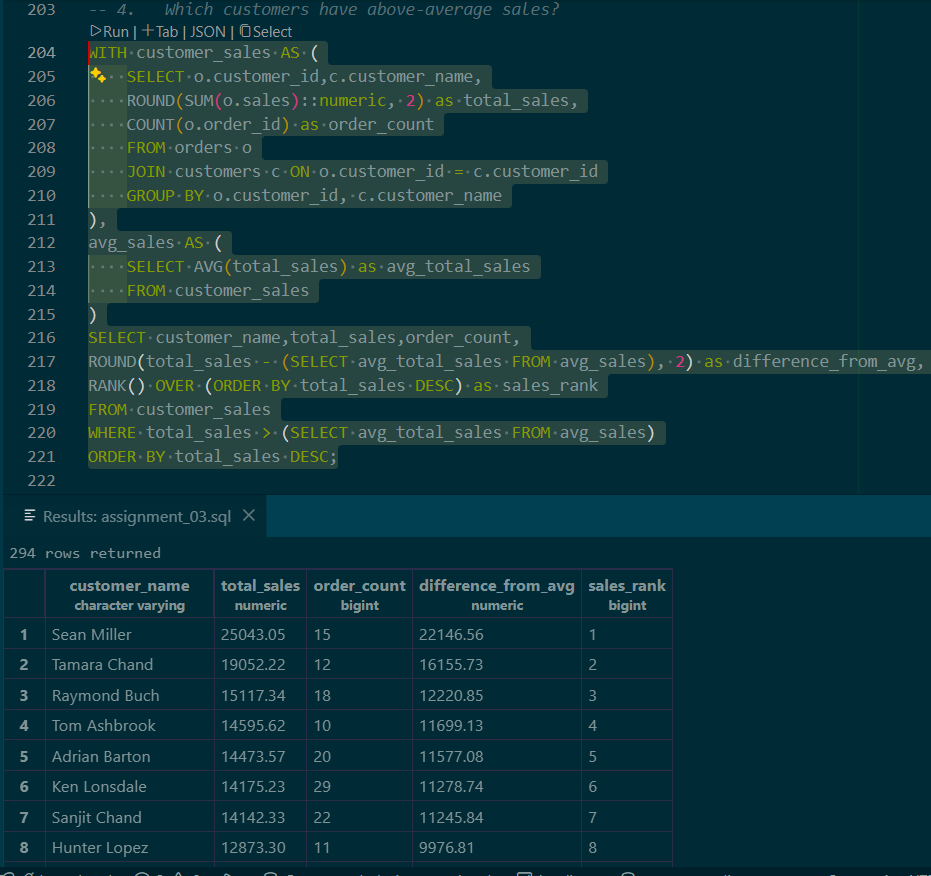 203 -- 4. Which customers have above-average sales?
Run | Tab | JSON | Select
204 WITH customer_sales AS (
205 SELECT o.customer_id,c.customer_name,
206 ROUND(SUM(o.sales)::numeric, 2) as total_sales,
207 COUNT(o.order_id) as order_count
208 FROM orders o
209 JOIN customers c ON o.customer_id = c.customer_id
210 GROUP BY o.customer_id, c.customer_name
211 ),
212 avg_sales AS (
213 SELECT AVG(total_sales) as avg_total_sales
214 FROM customer_sales
215 )
216 SELECT customer_name,total_sales,order_count,
217 ROUND(total_sales - (SELECT avg_total_sales FROM avg_sales), 2) as difference_from_avg,
218 RANK() OVER (ORDER BY total_sales DESC) as sales_rank
219 FROM customer_sales
220 WHERE total_sales > (SELECT avg_total_sales FROM avg_sales)
221 ORDER BY total_sales DESC;
222
Results: assignment_03.sql
294 rows returned
customer_name total_sales order_count difference_from_avg sales_rank
character varying numeric bigint numeric bigint
1 Sean Miller 25043.05 15 22146.56 1
2 Tamara Chand 19052.22 12 16155.73 2
3 Raymond Buch 15117.34 18 12220.85 3
4 Tom Ashbrook 14595.62 10 11699.13 4
5 Adrian Barton 14473.57 20 11577.08 5
6 Ken Lonsdale 14175.23 29 11278.74 6
7 Sanjit Chand 14142.33 22 11245.84 7
8 Hunter Lopez 12873.30 11 9976.81 8